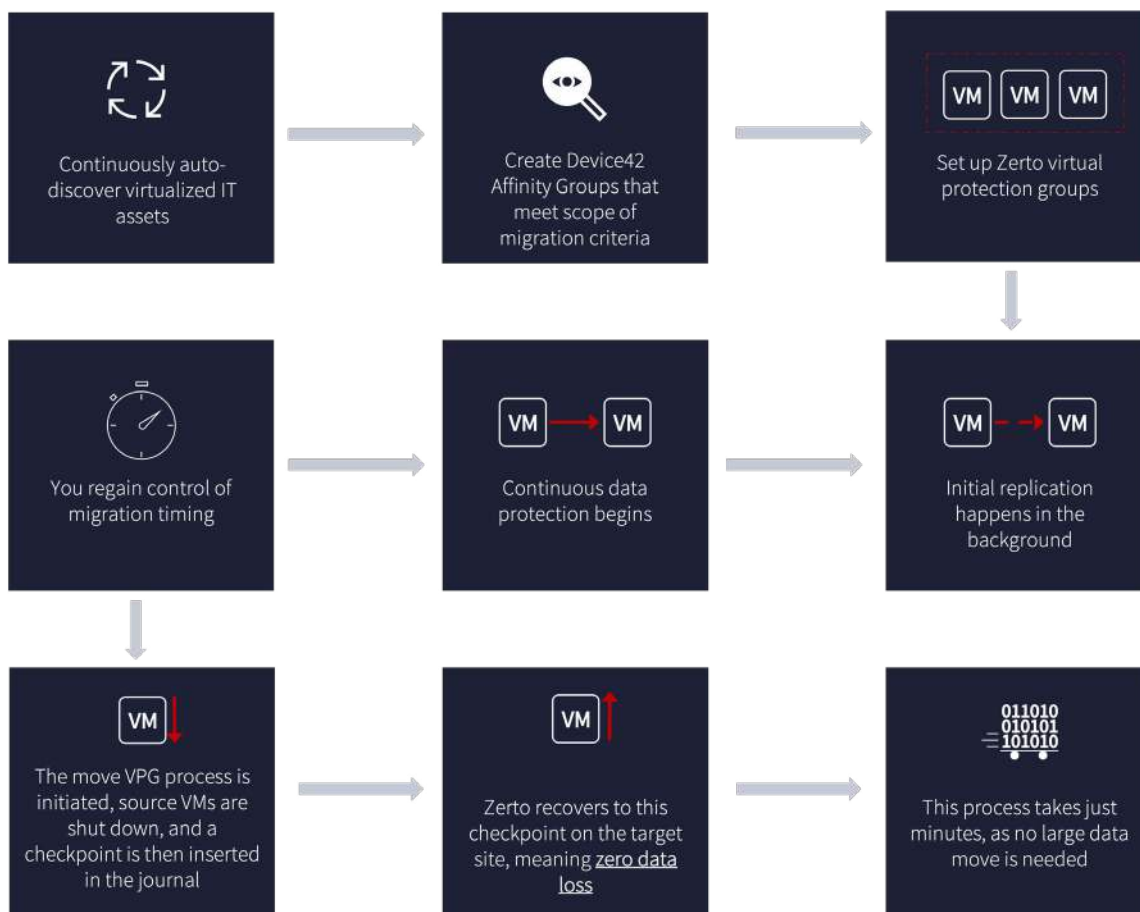 Continuously auto-
discover virtualized IT
assets
Create Device42
Affinity Groups that
meet scope of
migration criteria
VM VM VM
Set up Zerto virtual
protection groups
You regain control of
migration timing
VM VM
Continuous data
protection begins
VM VM
Initial replication
happens in the
background
VM
The move VPG process is
initiated, source VMs are
shut down, and a
checkpoint is then inserted
in the journal
VM
Zerto recovers to this
checkpoint on the target
site, meaning zero data
loss
011010
010101
101010
This process takes just
minutes, as no large data
move is needed